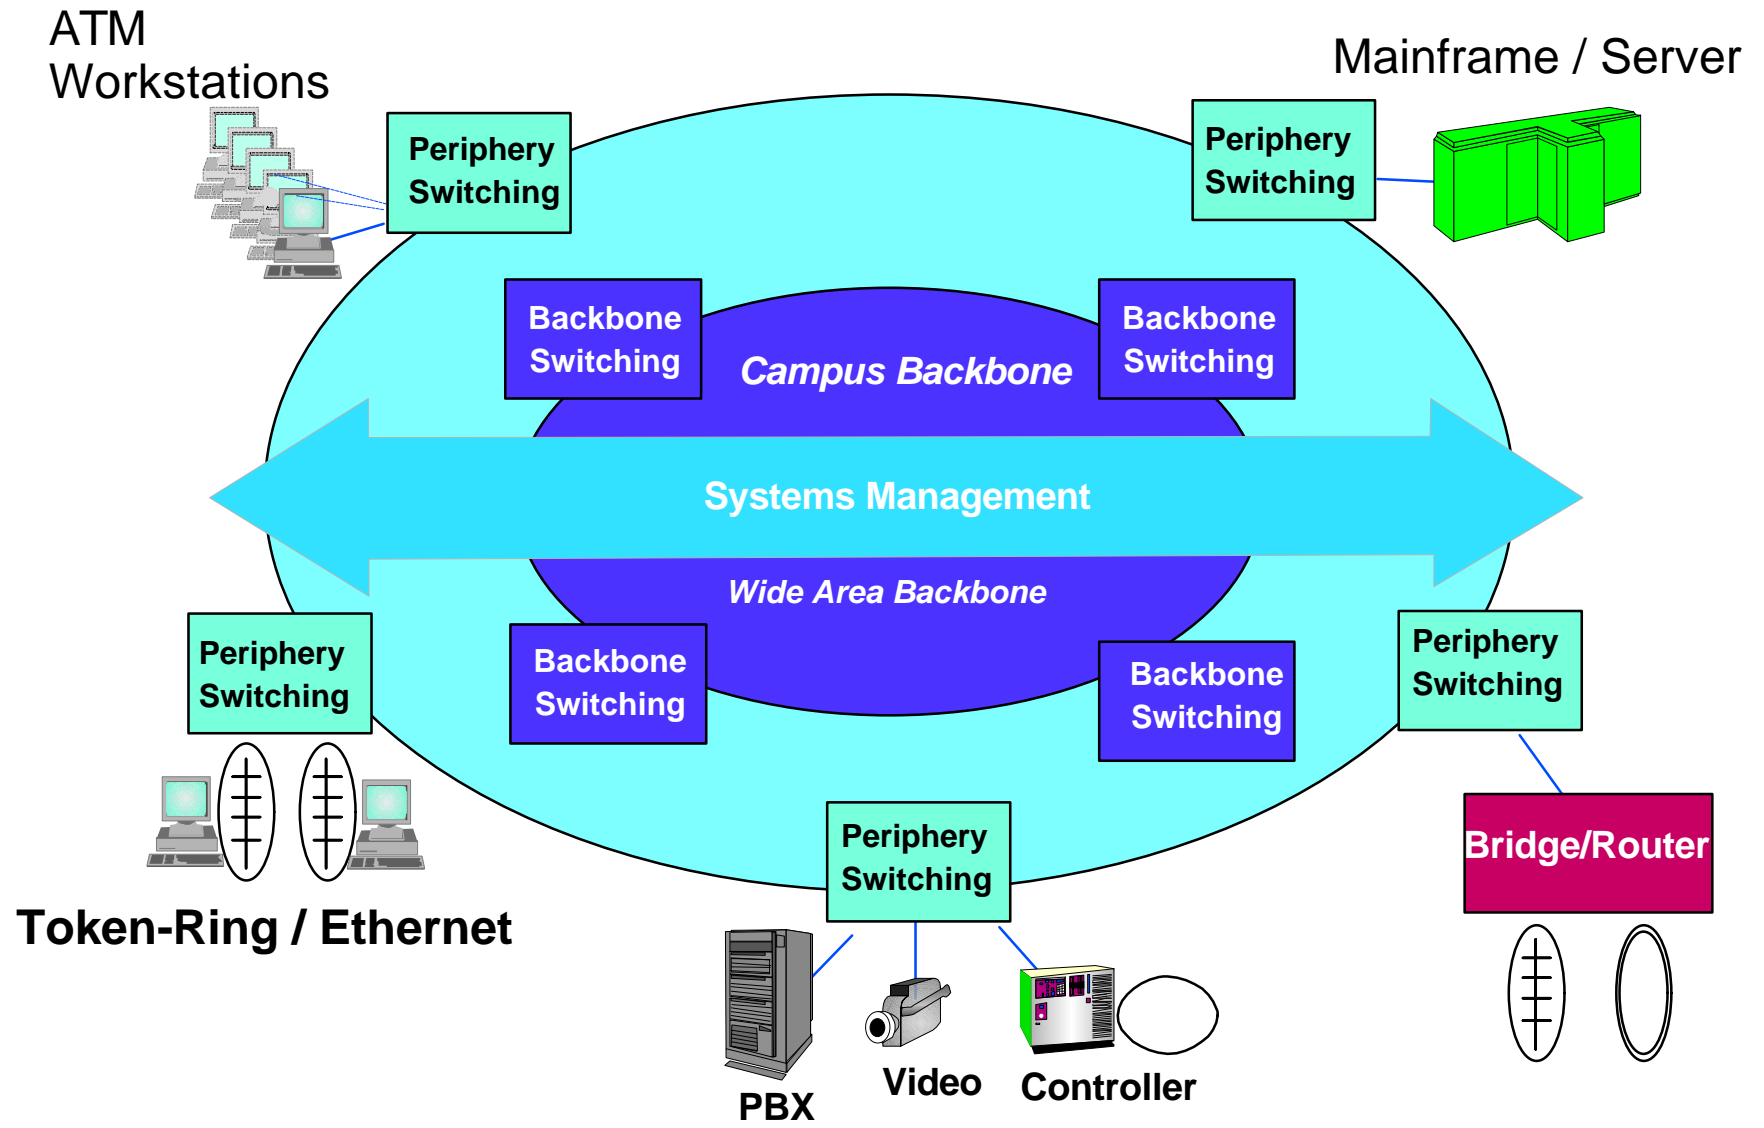 ATM
Workstations
Mainframe / Server
Periphery
Switching
Periphery
Switching
Backbone
Switching
Backbone
Switching
Campus Backbone
Systems Management
Wide Area Backbone
Periphery
Switching
Backbone
Switching
Backbone
Switching
Periphery
Switching
Periphery
Switching
Bridge/Router
Token-Ring / Ethernet
PBX
Video
Controller